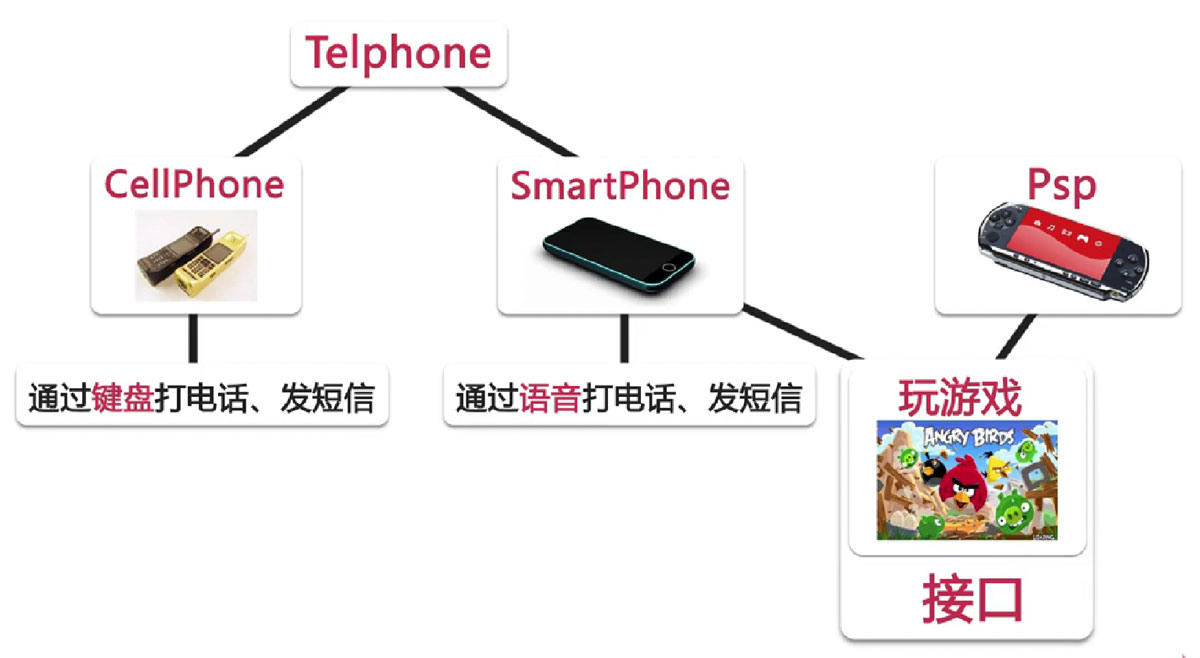 Telphone
CellPhone
SmartPhone
Psp
通过键盘打电话、发短信
通过语音打电话、发短信
玩游戏
ANGRY BIRDS
LOADING
接口